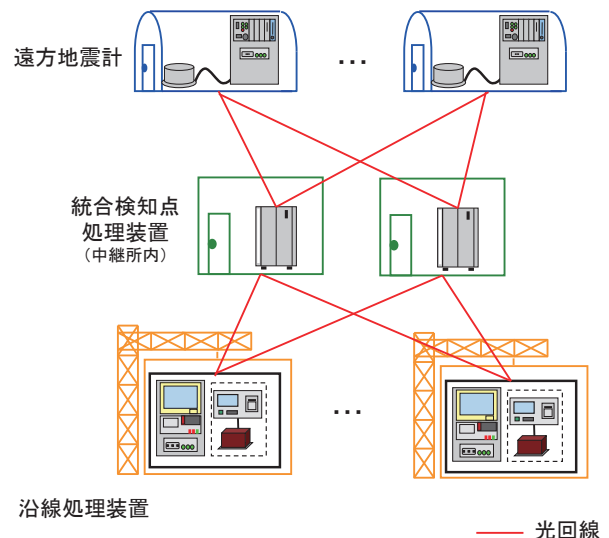 遠方地震計
...
統合検知点
処理装置
（中継所内）
...
沿線処理装置
光回線